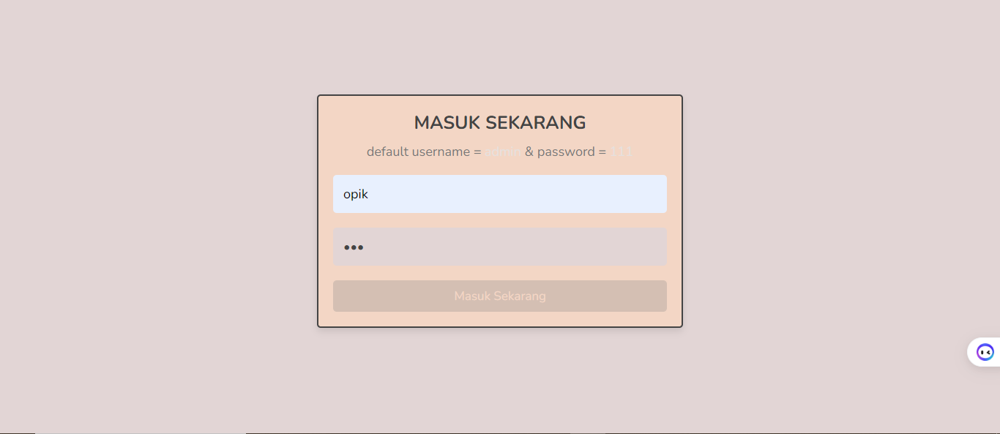 MASUK SEKARANG
default username = admin & password = 111
opik
•••
Masuk Sekarang